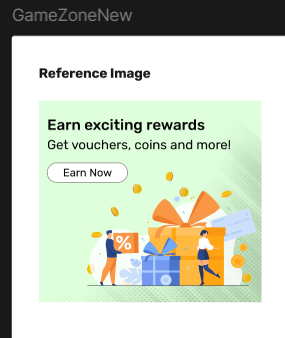 GameZoneNew
Reference Image
Earn exciting rewards
Get vouchers, coins and more!
Earn Now
%